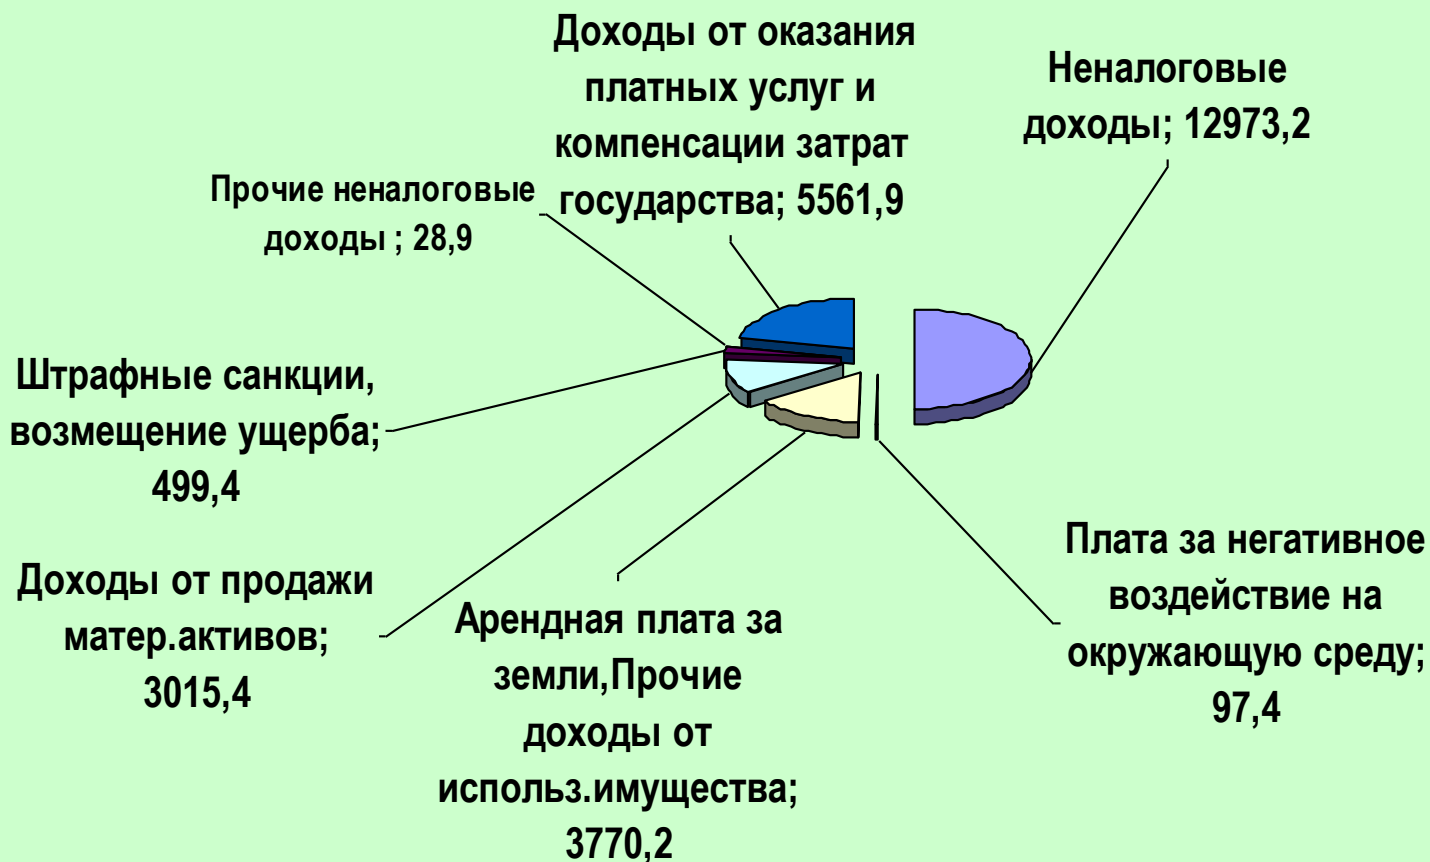 Доходы от оказания
платных услуг и
компенсации затрат
государства; 5561,9
Неналоговые
доходы; 12973,2
Прочие неналоговые
доходы ; 28,9
Штрафные санкции,
возмещение ущерба;
499,4
Доходы от продажи
матер.активов;
3015,4
Арендная плата за
земли,Прочие
доходы от
использ.имущества;
3770,2
Плата за негативное
воздействие на
окружающую среду;
97,4